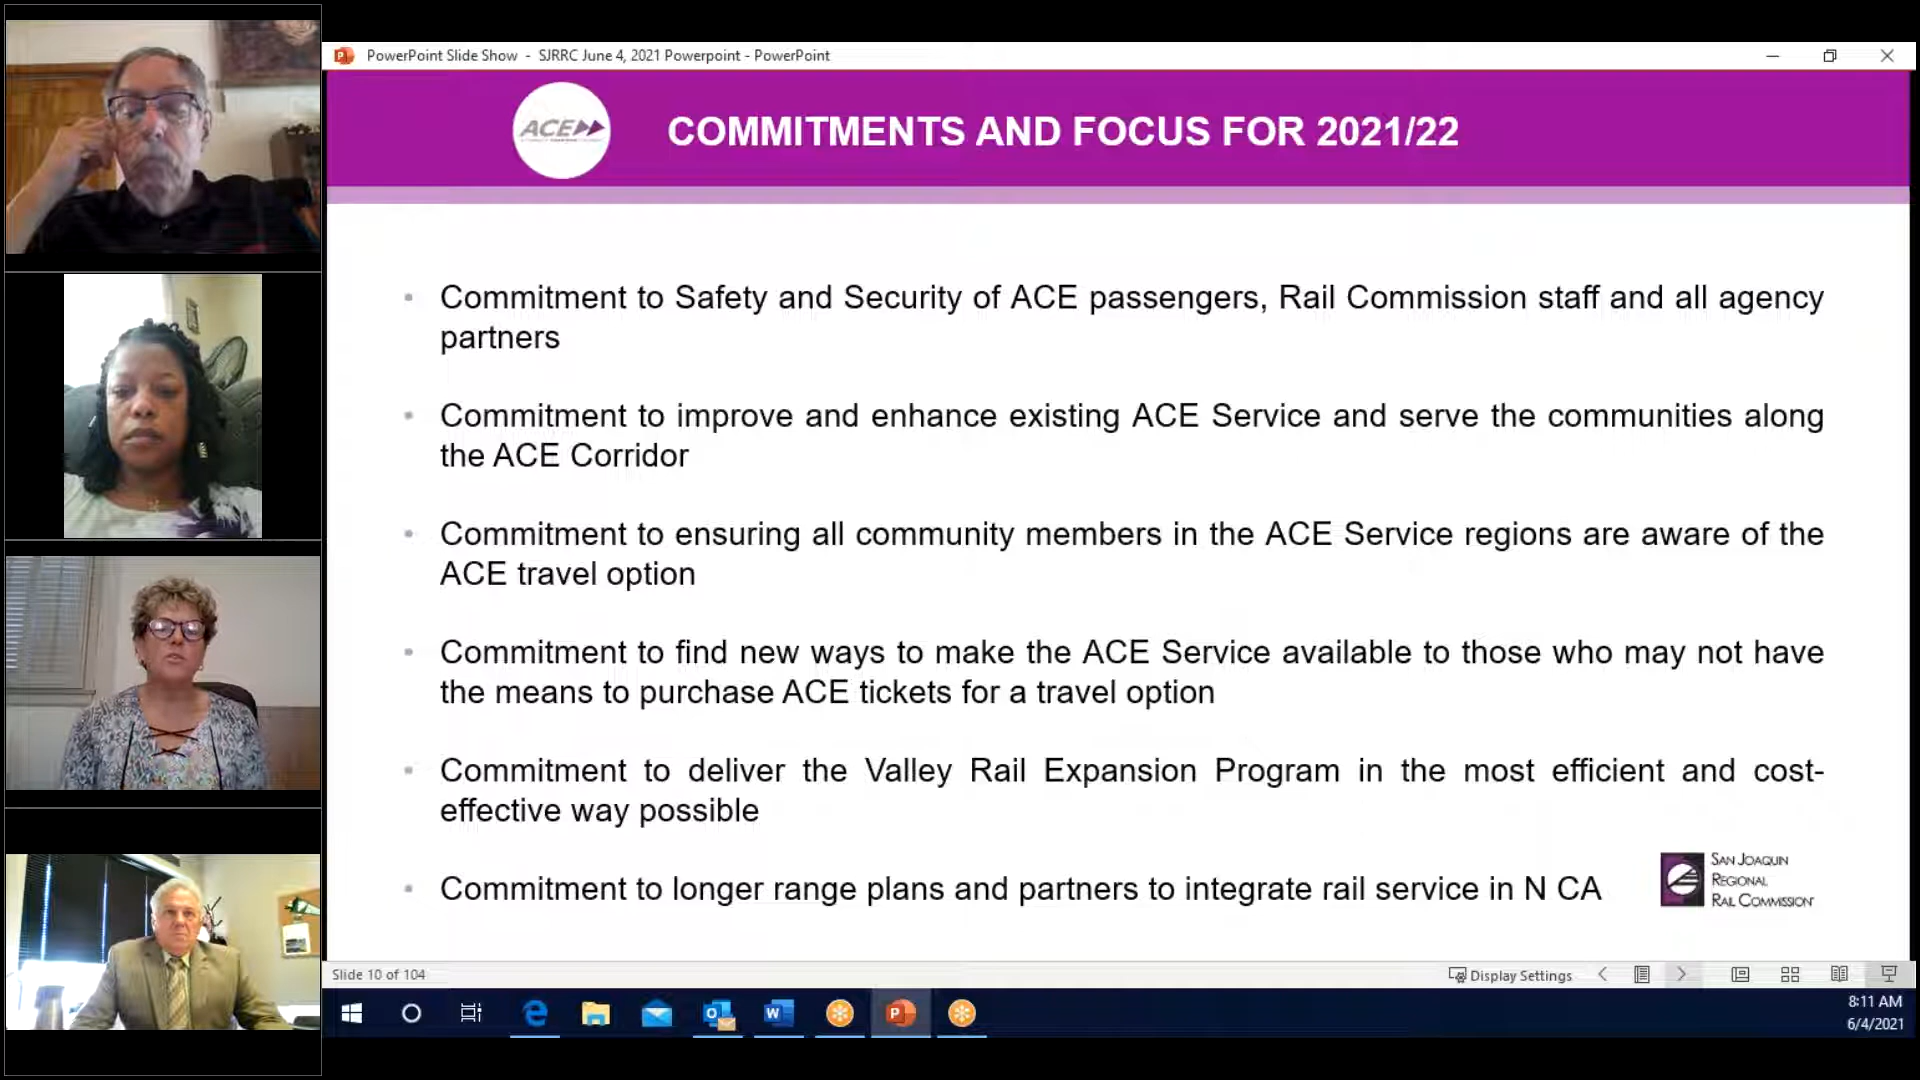 PowerPoint Slide Show - SJRRC June 4, 2021 Powerpoint - PowerPoint
ACE
COMMITMENTS AND FOCUS FOR 2021/22
Commitment to Safety and Security of ACE passengers, Rail Commission staff and all agency
partners
Commitment to improve and enhance existing ACE Service and serve the communities along
the ACE Corridor
Commitment to ensuring all community members in the ACE Service regions are aware of the
ACE travel option
Commitment to find new ways to make the ACE Service available to those who may not have
the means to purchase ACE tickets for a travel option
Commitment to deliver the Valley Rail Expansion Program in the most efficient and cost-
effective way possible
Commitment to longer range plans and partners to integrate rail service in N CA
SAN JOAQUIN
REGIONAL
RAIL COMMISSION
Slide 10 of 104
Display Settings
8:11 AM
6/4/2021